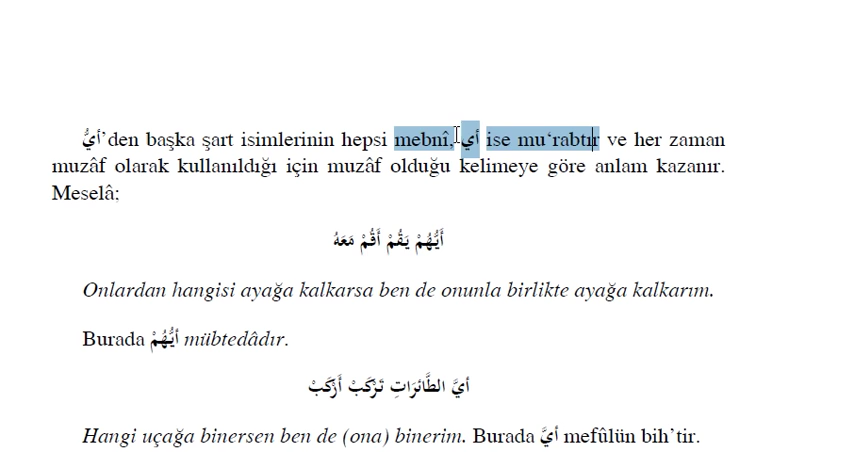 أيُّ’den başka şart isimlerinin hepsi mebnî, أي ise mu‘rabtır ve her zaman
muzâf olarak kullanıldığı için muzâf olduğu kelimeye göre anlam kazanır.
Meselâ;
أَيُّهُمْ يَقُمْ أَقُمْ مَعَهُ
Onlardan hangisi ayağa kalkarsa ben de onunla birlikte ayağa kalkarım.
Burada أيُّهُمْ mübtedâdır.
أيَّ الطَّائِرَاتِ تَرْكَبْ أَرْكَبْ
Hangi uçağa binersen ben de (ona) binerim. Burada أيَّ mefûlün bih’tir.